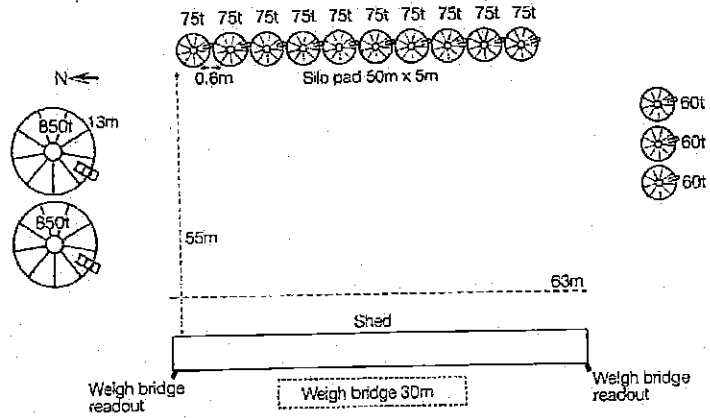 75t 75t 75t 75t 75t 75t 75t 75t 75t 75t
N
0.6m
Silo pad 50m x 5m
850t
13m
60t
60t
60t
850t
55m
63m
Shed
Weigh bridge
readout
Weigh bridge 30m
Weigh bridge
readout